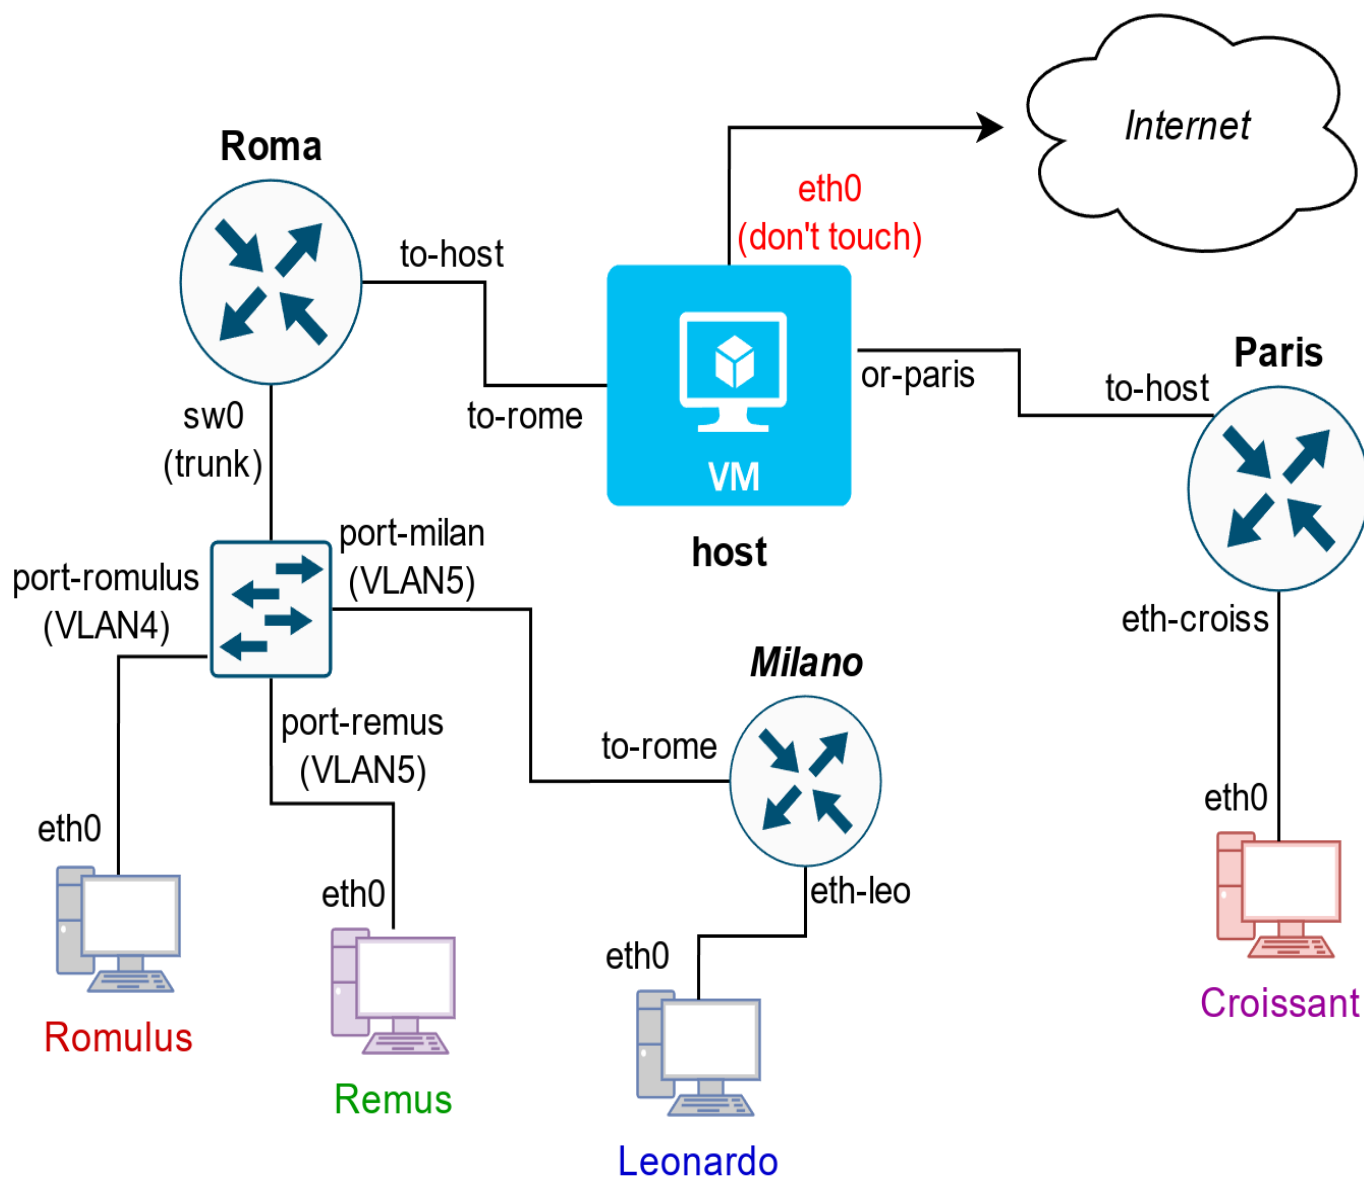 Internet
Roma
eth0
(don't touch)
to-host
to-rome
or-paris
VM
host
Paris
to-host
sw0
(trunk)
port-milan
(VLAN5)
port-romulus
(VLAN4)
eth-croiss
Milano
port-remus
(VLAN5)
to-rome
eth0
eth0
eth0
eth-leo
eth0
Croissant
Romulus
Remus
Leonardo